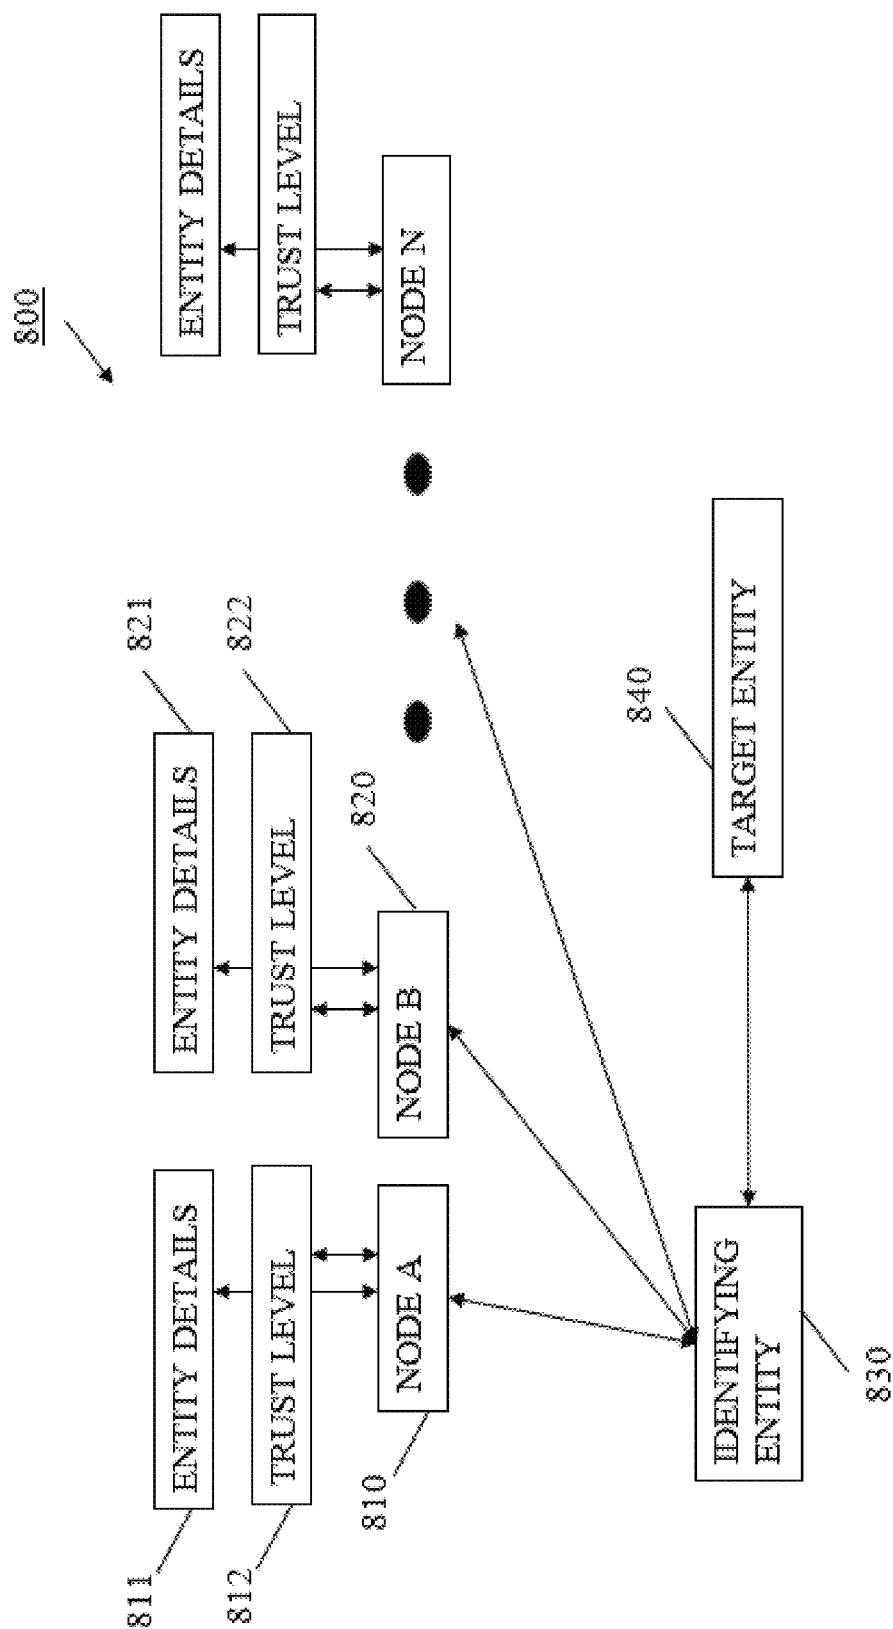 800
811
ENTITY DETAILS
821
ENTITY DETAILS
ENTITY DETAILS
812
TRUST LEVEL
822
TRUST LEVEL
TRUST LEVEL
810
NODE A
820
NODE B
NODE N
IDENTIFYING
ENTITY
830
840
TARGET ENTITY